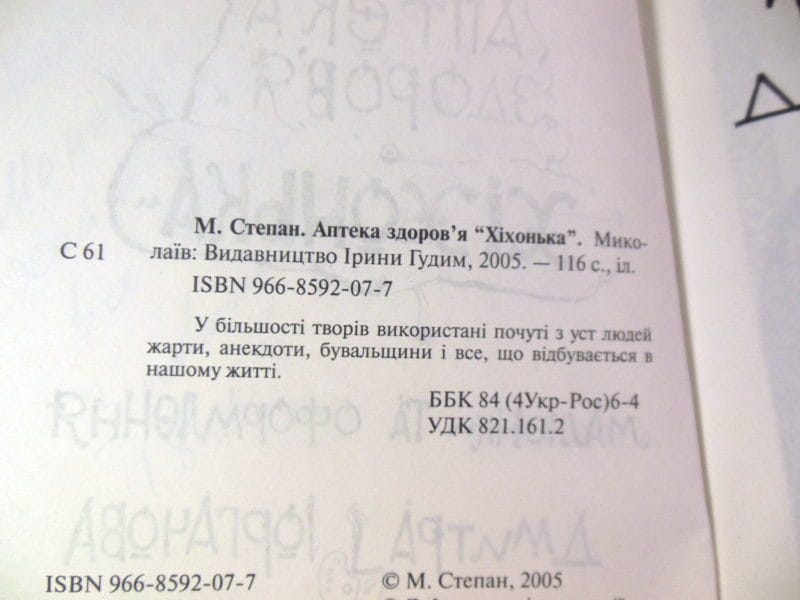 М. Степан. Аптека здоров'я "Хіхонька". Мико-
С 61 лаїв: Видавництво Ірини Гудим, 2005. — 116 с., іл.
ISBN 966-8592-07-7
У більшості творів використані почуті з уст людей
жарти, анекдоти, бувальщини і все, що відбувається в
нашому житті.
ББК 84 (4Укр-Рос)6-4
УДК 821.161.2
ISBN 966-8592-07-7
© М. Степан, 2005